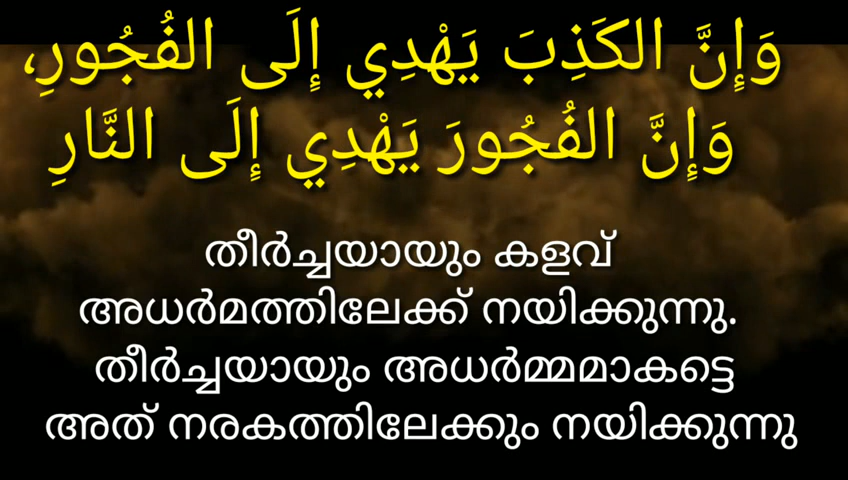 وَإِنَّ الكَذِبَ يَهْدِي إِلَى الفُجُورِ،
وَإِنَّ الفُجُورَ يَهْدِي إِلَى النَّارِ
തീർച്ചയായും കളവ്
അധർമത്തിലേക്ക് നയിക്കുന്നു.
തീർച്ചയായും അധർമ്മമാകട്ടെ
അത് നരകത്തിലേക്കും നയിക്കുന്നു